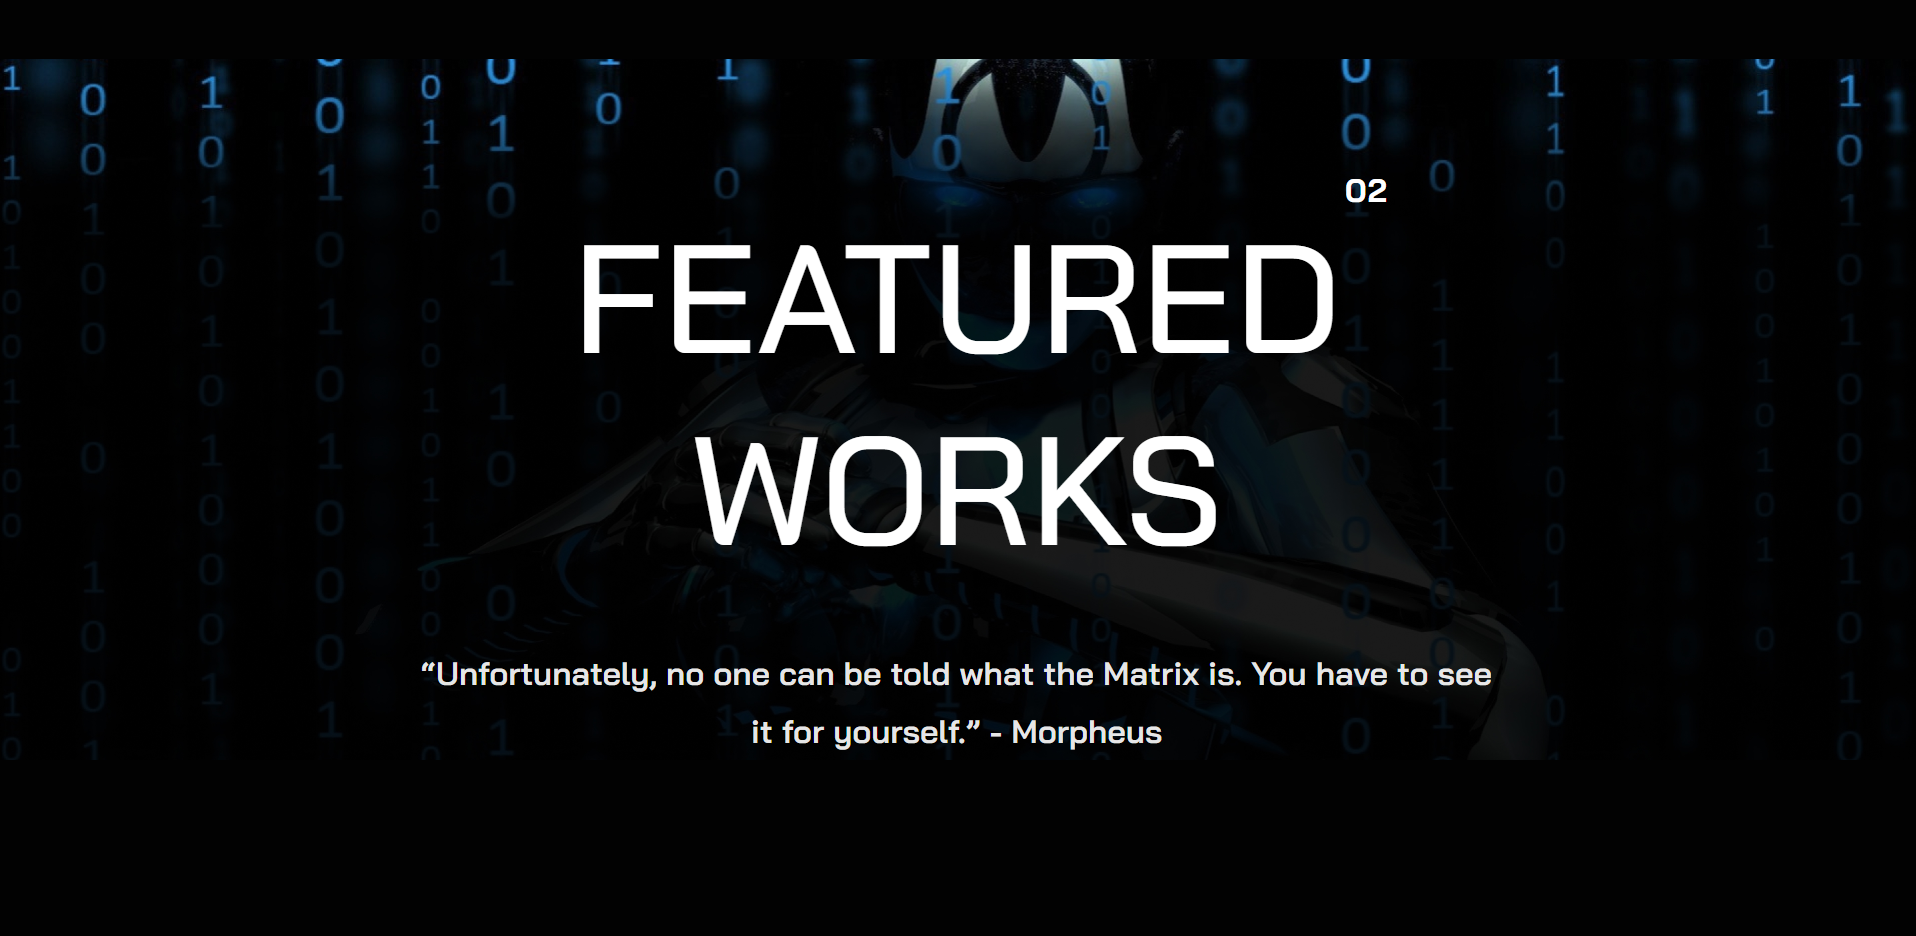 02
FEATURED
WORKS
“Unfortunately, no one can be told what the Matrix is. You have to see
it for yourself.” - Morpheus